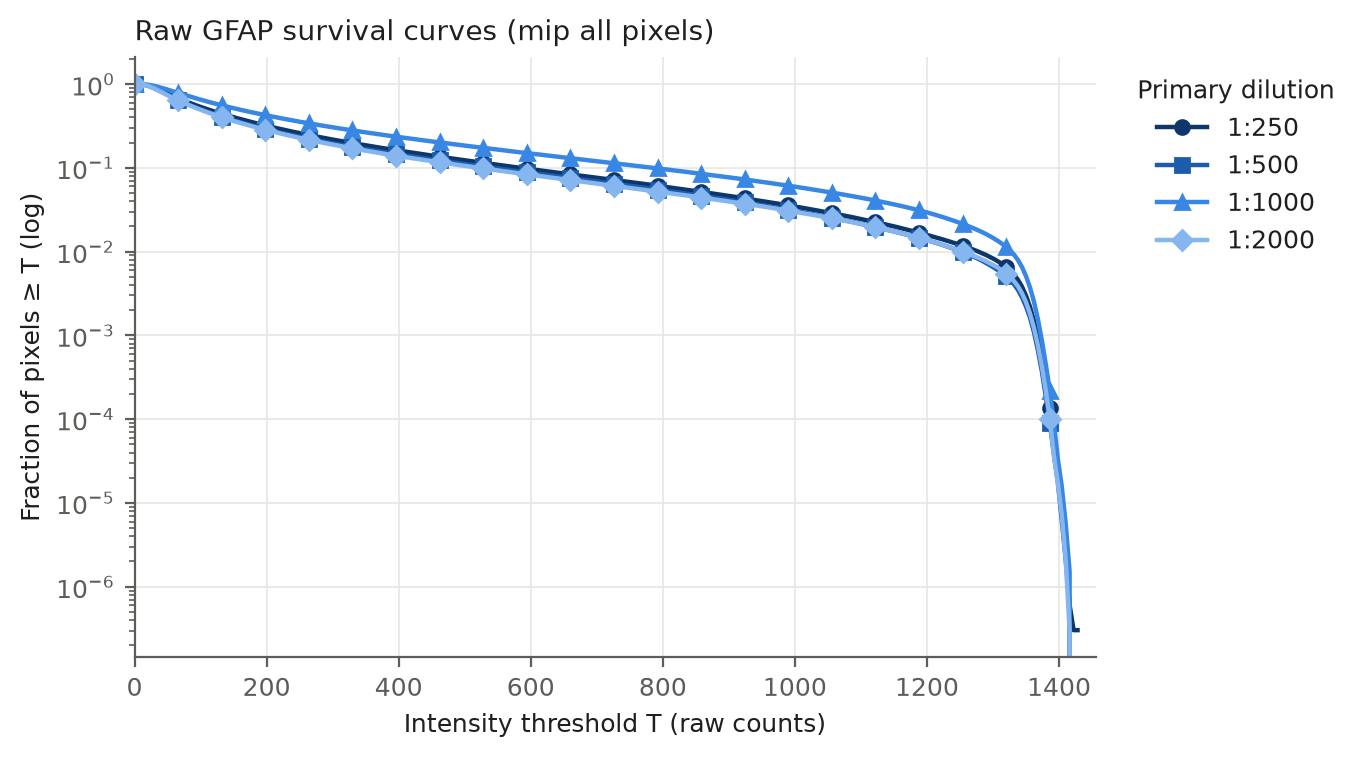 Raw GFAP survival curves (mip all pixels)
Fraction of pixels ≥ T (log)
10⁰
10⁻¹
10⁻²
10⁻³
10⁻⁴
10⁻⁵
10⁻⁶
0 200 400 600 800 1000 1200 1400
Intensity threshold T (raw counts)
Primary dilution
1:250
1:500
1:1000
1:2000